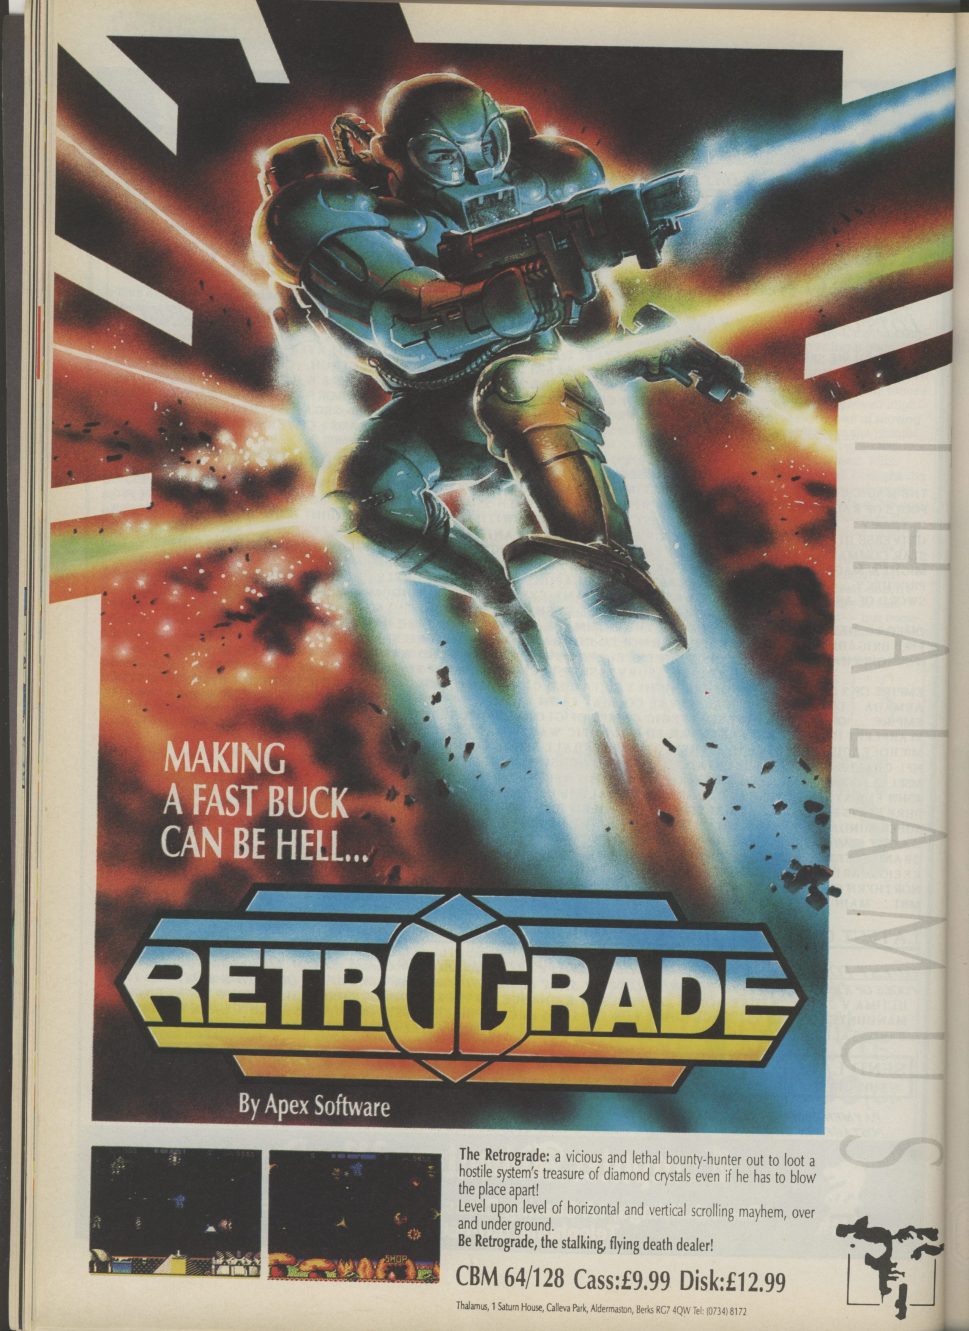 MAKING
A FAST BUCK
CAN BE HELL...
RETROGRADE
By Apex Software
THALAMUS
SHOP
The Retrograde: a vicious and lethal bounty-hunter out to loot a
hostile system's treasure of diamond crystals even if he has to blow
the place apart!
Level upon level of horizontal and vertical scrolling mayhem, over
and under ground.
Be Retrograde, the stalking, flying death dealer!
CBM 64/128 Cass:£9.99 Disk:£12.99
Thalamus, 1 Saturn House, Calleva Park, Aldermaston, Berks RG7 4QW Tel: (0734) 8172